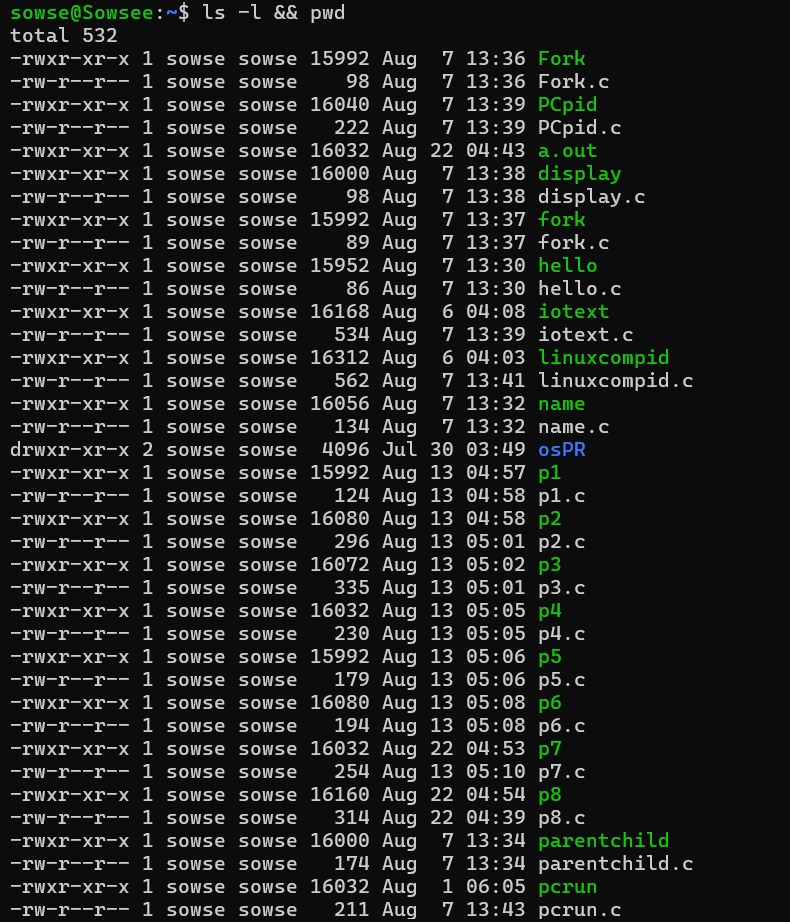 sowse@Sowsee:~$ ls -l && pwd
total 532
-rwxr-xr-x 1 sowse sowse 15992 Aug  7 13:36 Fork
-rw-r--r-- 1 sowse sowse    98 Aug  7 13:36 Fork.c
-rwxr-xr-x 1 sowse sowse 16040 Aug  7 13:39 PCpid
-rw-r--r-- 1 sowse sowse   222 Aug  7 13:39 PCpid.c
-rwxr-xr-x 1 sowse sowse 16032 Aug 22 04:43 a.out
-rwxr-xr-x 1 sowse sowse 16000 Aug  7 13:38 display
-rw-r--r-- 1 sowse sowse    98 Aug  7 13:38 display.c
-rwxr-xr-x 1 sowse sowse 15992 Aug  7 13:37 fork
-rw-r--r-- 1 sowse sowse    89 Aug  7 13:37 fork.c
-rwxr-xr-x 1 sowse sowse 15952 Aug  7 13:30 hello
-rw-r--r-- 1 sowse sowse    86 Aug  7 13:30 hello.c
-rwxr-xr-x 1 sowse sowse 16168 Aug  6 04:08 iotext
-rw-r--r-- 1 sowse sowse   534 Aug  7 13:39 iotext.c
-rwxr-xr-x 1 sowse sowse 16312 Aug  6 04:03 linuxcompid
-rw-r--r-- 1 sowse sowse   562 Aug  7 13:41 linuxcompid.c
-rwxr-xr-x 1 sowse sowse 16056 Aug  7 13:32 name
-rw-r--r-- 1 sowse sowse   134 Aug  7 13:32 name.c
drwxr-xr-x 2 sowse sowse  4096 Jul 30 03:49 osPR
-rwxr-xr-x 1 sowse sowse 15992 Aug 13 04:57 p1
-rw-r--r-- 1 sowse sowse   124 Aug 13 04:58 p1.c
-rwxr-xr-x 1 sowse sowse 16080 Aug 13 04:58 p2
-rw-r--r-- 1 sowse sowse   296 Aug 13 05:01 p2.c
-rwxr-xr-x 1 sowse sowse 16072 Aug 13 05:02 p3
-rw-r--r-- 1 sowse sowse   335 Aug 13 05:01 p3.c
-rwxr-xr-x 1 sowse sowse 16032 Aug 13 05:05 p4
-rw-r--r-- 1 sowse sowse   230 Aug 13 05:05 p4.c
-rwxr-xr-x 1 sowse sowse 15992 Aug 13 05:06 p5
-rw-r--r-- 1 sowse sowse   179 Aug 13 05:06 p5.c
-rwxr-xr-x 1 sowse sowse 16080 Aug 13 05:08 p6
-rw-r--r-- 1 sowse sowse   194 Aug 13 05:08 p6.c
-rwxr-xr-x 1 sowse sowse 16032 Aug 22 04:53 p7
-rw-r--r-- 1 sowse sowse   254 Aug 13 05:10 p7.c
-rwxr-xr-x 1 sowse sowse 16160 Aug 22 04:54 p8
-rw-r--r-- 1 sowse sowse   314 Aug 22 04:39 p8.c
-rwxr-xr-x 1 sowse sowse 16000 Aug  7 13:34 parentchild
-rw-r--r-- 1 sowse sowse   174 Aug  7 13:34 parentchild.c
-rwxr-xr-x 1 sowse sowse 16032 Aug  1 06:05 pcrun
-rw-r--r-- 1 sowse sowse   211 Aug  7 13:43 pcrun.c